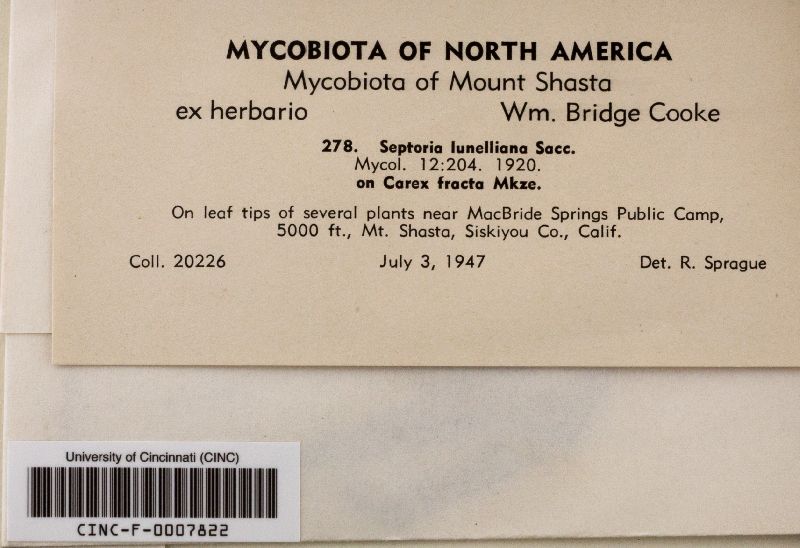 MYCOBIOTA OF NORTH AMERICA
Mycobiota of Mount Shasta
ex herbario Wm. Bridge Cooke
278. Septoria lunelliana Sacc.
Mycol. 12:204. 1920.
on Carex fracta Mkze.
On leaf tips of several plants near MacBride Springs Public Camp,
5000 ft., Mt. Shasta, Siskiyou Co., Calif.
Coll. 20226 July 3, 1947 Det. R. Sprague
University of Cincinnati (CINC)
CINC-F-0007822